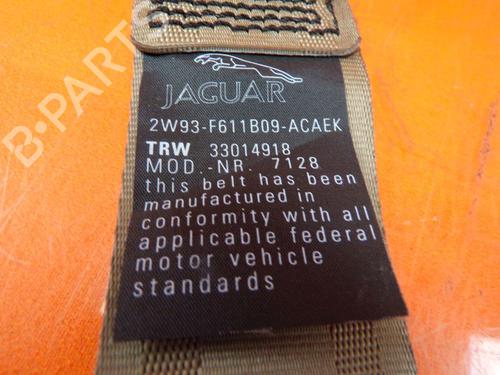 B-PARTS
JAGUAR
2W93-F611B09-ACAEK
TRW 33014918
MOD.-NR. 7128
this belt has been
manufactured in
conformity with all
applicable federal
motor vehicle
standards